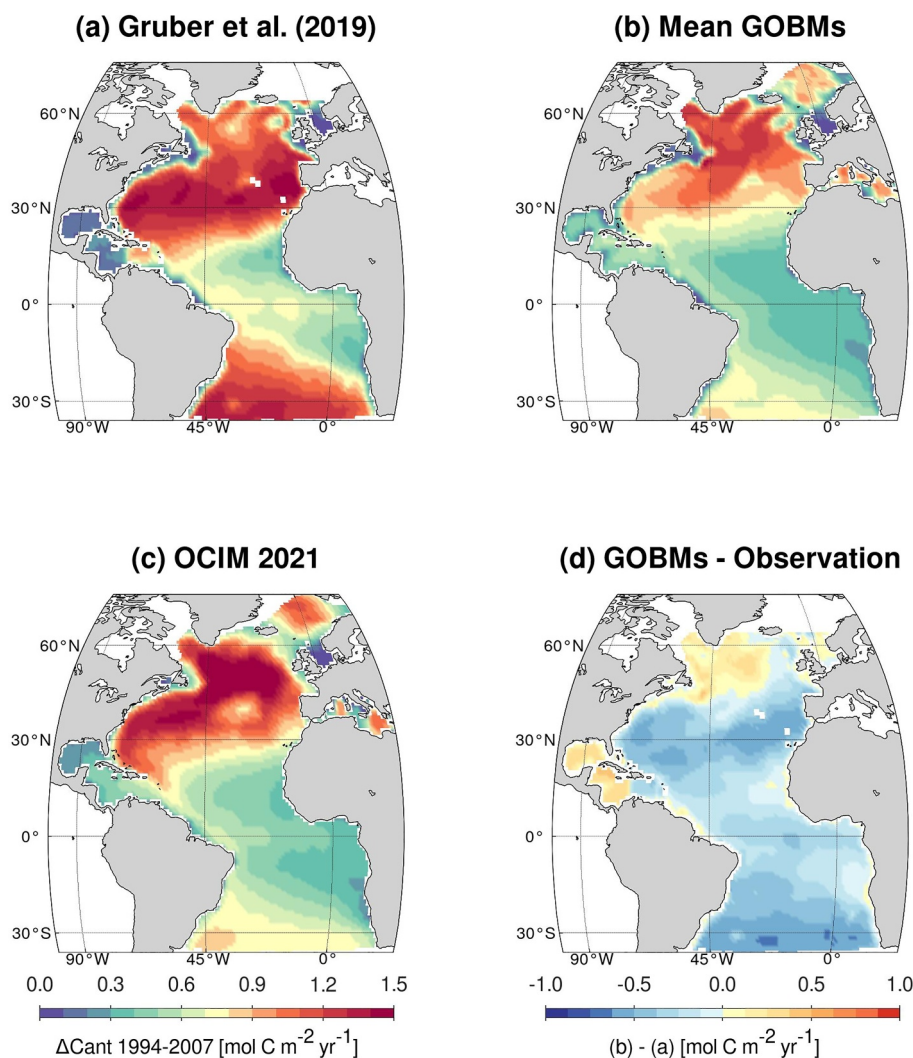 (a) Gruber et al. (2019)
(b) Mean GOBMs
60°N
30°N
0°
30°S
90°W
45°W
0°
60°N
30°N
0°
30°S
90°W
45°W
0°
(c) OCIM 2021
(d) GOBMs - Observation
60°N
30°N
0°
30°S
90°W
45°W
0°
60°N
30°N
0°
30°S
90°W
45°W
0°
0.0 0.3 0.6 0.9 1.2 1.5
ΔCant 1994-2007 [mol C m⁻² yr⁻¹]
-1.0 -0.5 0.0 0.5 1.0
(b) - (a) [mol C m⁻² yr⁻¹]